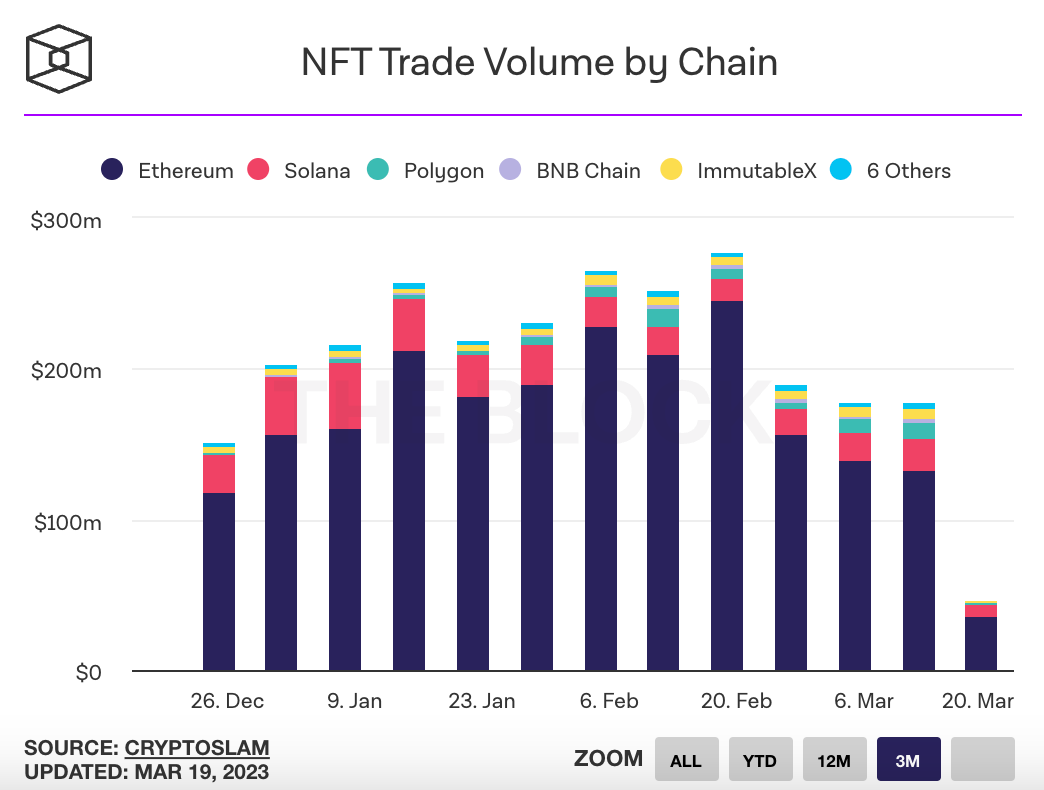 NFT Trade Volume by Chain
Ethereum Solana Polygon BNB Chain ImmutableX 6 Others
$300m
$200m
THE BLOCK
$100m
$0
26. Dec 9. Jan 23. Jan 6. Feb 20. Feb 6. Mar 20. Mar
SOURCE: CRYPTOSLAM
UPDATED: MAR 19, 2023
ZOOM ALL YTD 12M 3M